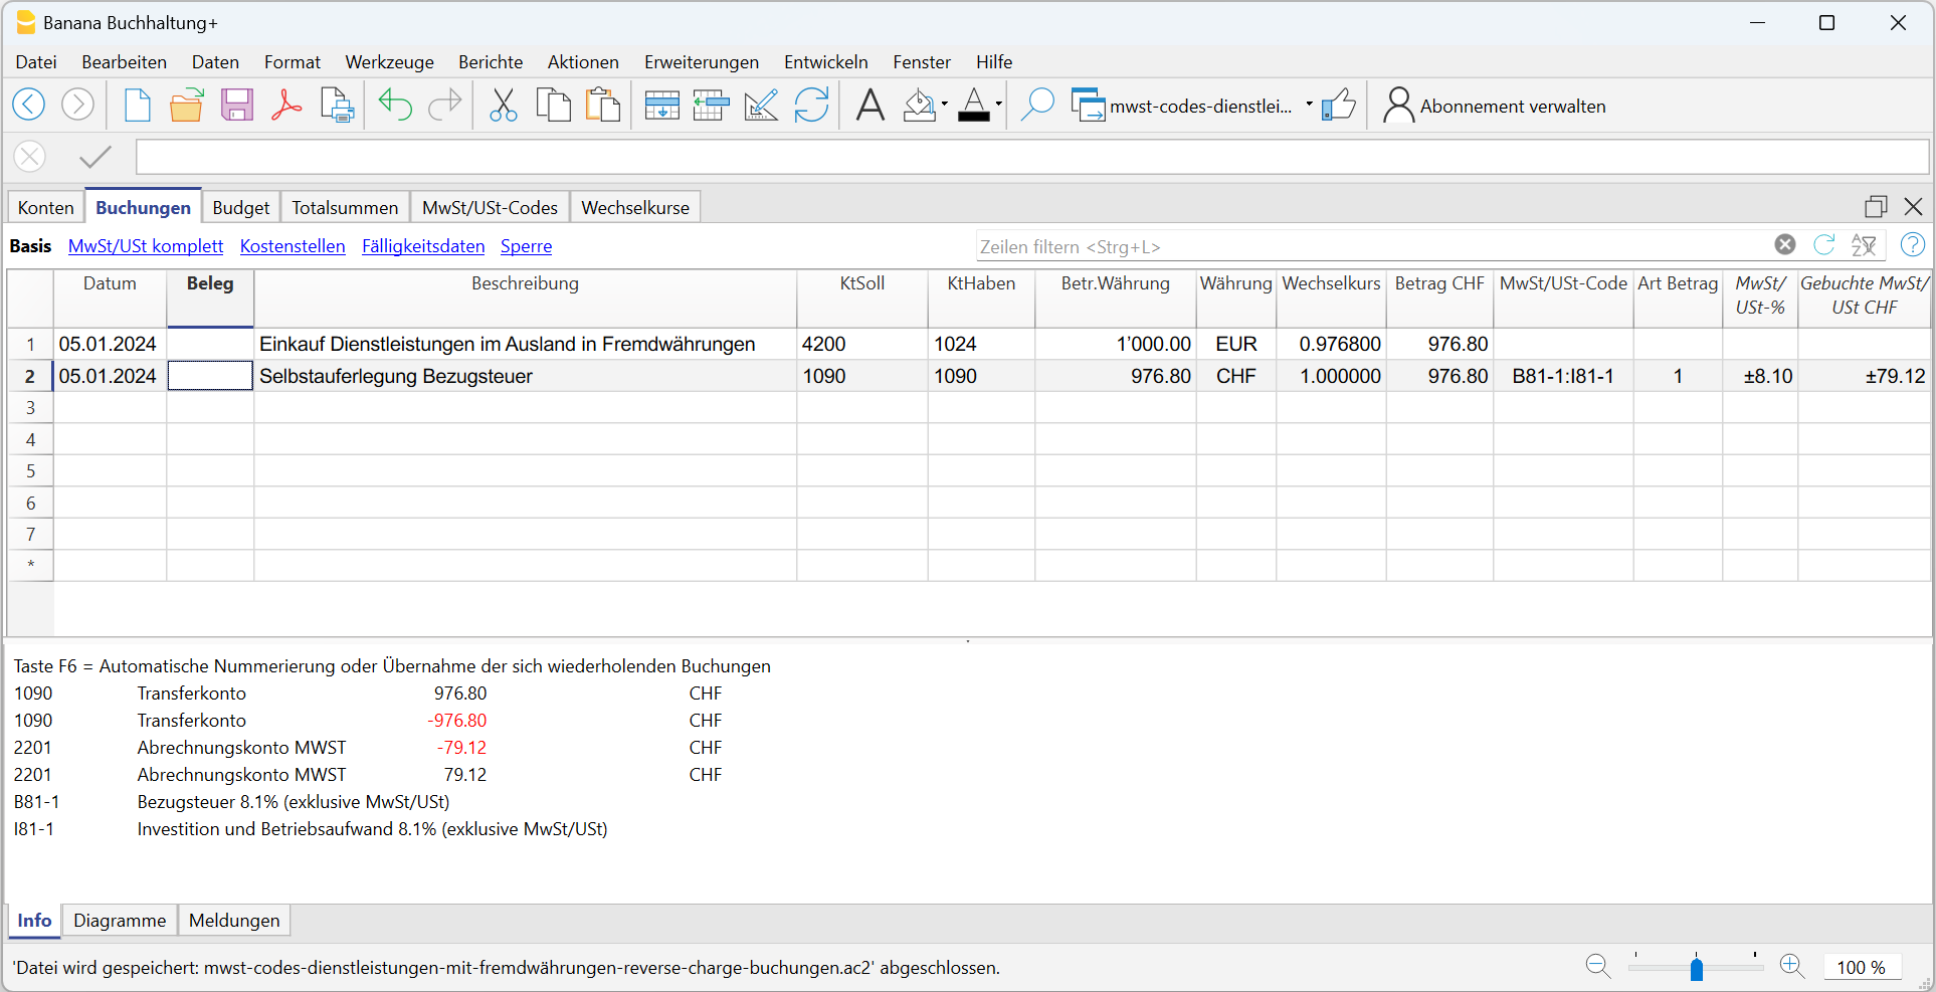 Banana Buchhaltung+
Datei Bearbeiten Daten Format Werkzeuge Berichte Aktionen Erweiterungen Entwickeln Fenster Hilfe
mwst-codes-dienstlei... Abonnement verwalten
Konten Buchungen Budget Totalsummen MwSt/USt-Codes Wechselkurse
Basis MwSt/USt komplett Kostenstellen Fälligkeitsdaten Sperre Zeilen filtern <Strg+L>
Datum Beleg Beschreibung KtSoll KtHaben Betr.Währung Währung Wechselkurs Betrag CHF MwSt/USt-Code Art Betrag MwSt/ Gebuchte MwSt/
USt-% USt CHF
1 05.01.2024 Einkauf Dienstleistungen im Ausland in Fremdwährungen 4200 1024 1’000.00 EUR 0.976800 976.80
2 05.01.2024 Selbstauferlegung Bezugsteuer 1090 1090 976.80 CHF 1.000000 976.80 B81-1:I81-1 1 ±8.10 ±79.12
3
4
5
6
7
*
Taste F6 = Automatische Nummerierung oder Übernahme der sich wiederholenden Buchungen
1090 Transferkonto 976.80 CHF
1090 Transferkonto -976.80 CHF
2201 Abrechnungskonto MWST -79.12 CHF
2201 Abrechnungskonto MWST 79.12 CHF
B81-1 Bezugsteuer 8.1% (exklusive MwSt/USt)
I81-1 Investition und Betriebsaufwand 8.1% (exklusive MwSt/USt)
Info Diagramme Meldungen
'Datei wird gespeichert: mwst-codes-dienstleistungen-mit-fremdwährungen-reverse-charge-buchungen.ac2' abgeschlossen. 100 %